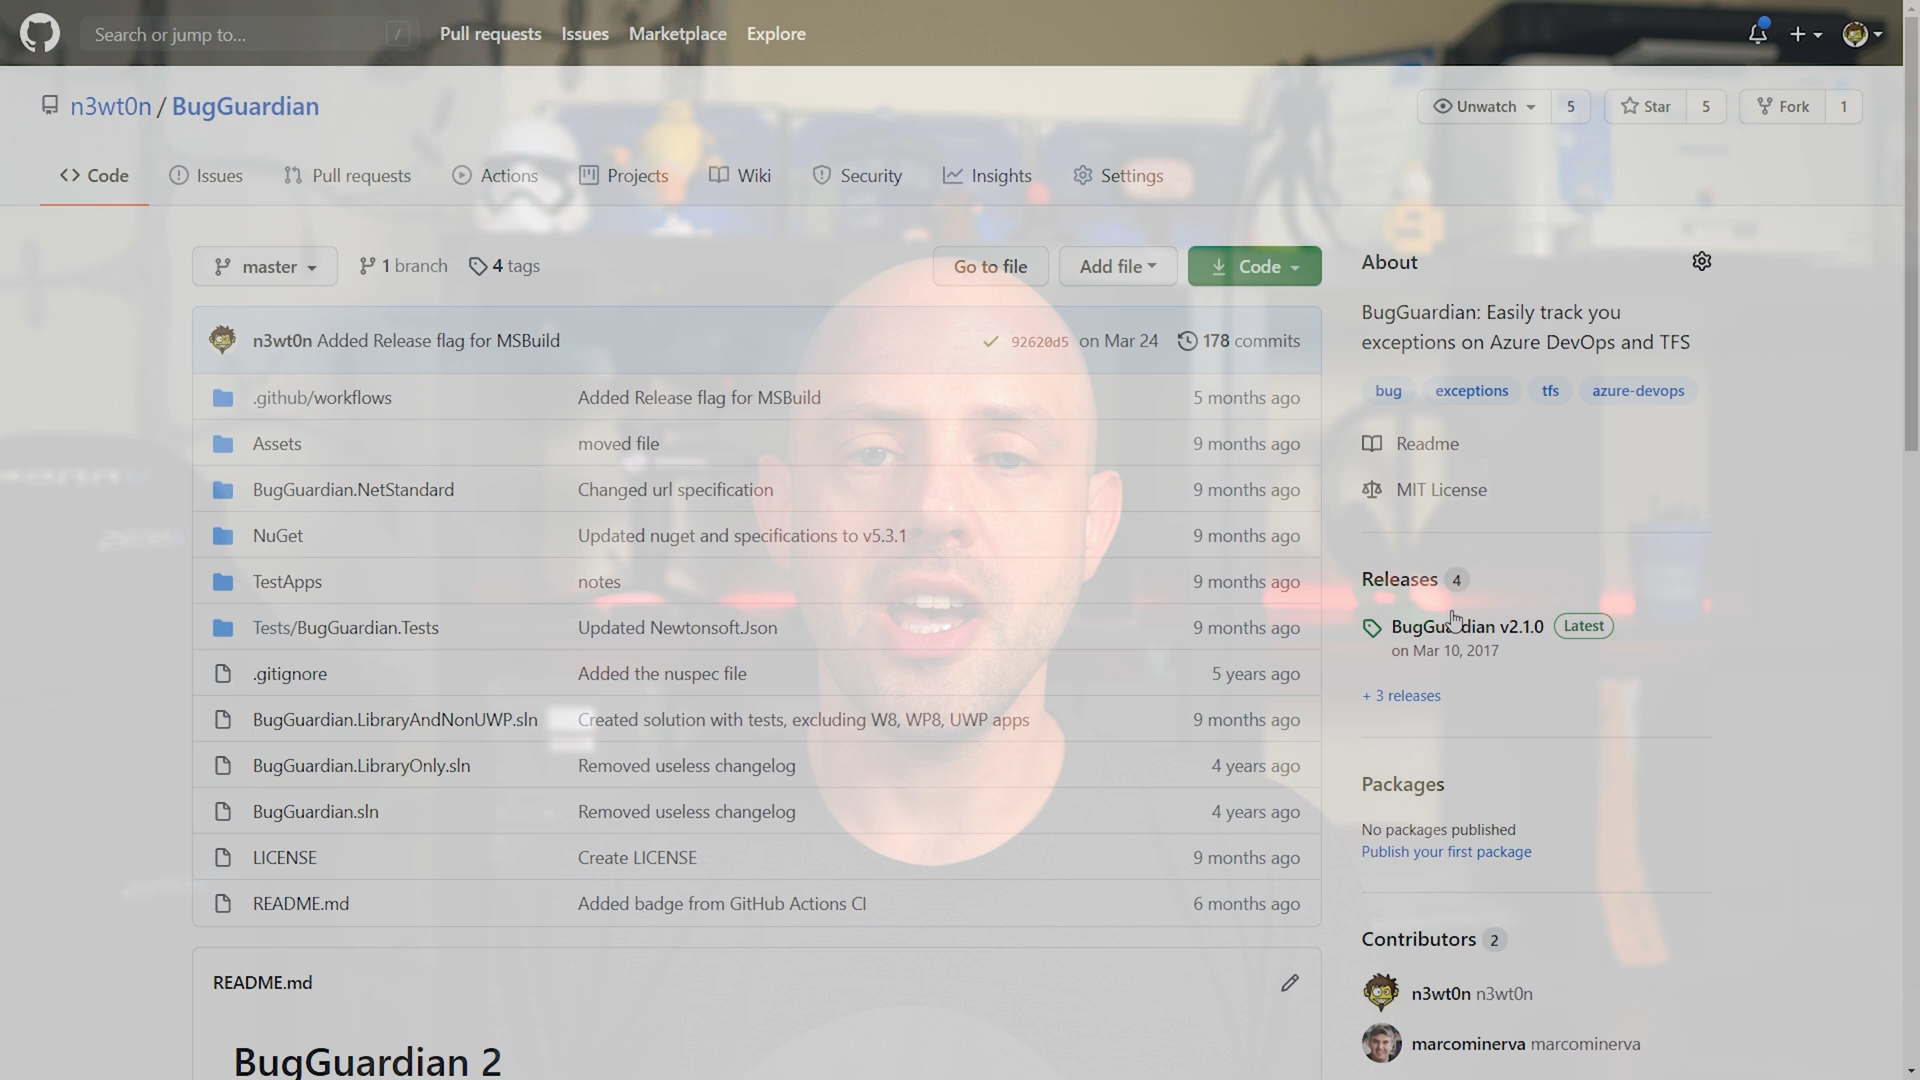 Search or jump to... /
Pull requests Issues Marketplace Explore
n3wt0n / BugGuardian
Unwatch 5 Star 5 Fork 1
Code Issues Pull requests Actions Projects Wiki Security Insights Settings
master 1 branch 4 tags Go to file Add file Code
n3wt0n Added Release flag for MSBuild 92620d5 on Mar 24 178 commits
.github/workflows Added Release flag for MSBuild 5 months ago
Assets moved file 9 months ago
BugGuardian.NetStandard Changed url specification 9 months ago
NuGet Updated nuget and specifications to v5.3.1 9 months ago
TestApps notes 9 months ago
Tests/BugGuardian.Tests Updated Newtonsoft.Json 9 months ago
.gitignore Added the nuspec file 5 years ago
BugGuardian.LibraryAndNonUWP.sln Created solution with tests, excluding W8, WP8, UWP apps 9 months ago
BugGuardian.LibraryOnly.sln Removed useless changelog 4 years ago
BugGuardian.sln Removed useless changelog 4 years ago
LICENSE Create LICENSE 9 months ago
README.md Added badge from GitHub Actions CI 6 months ago
README.md
BugGuardian 2
About
BugGuardian: Easily track you
exceptions on Azure DevOps and TFS
bug exceptions tfs azure-devops
Readme
MIT License
Releases 4
BugGuardian v2.1.0 Latest
on Mar 10, 2017
+ 3 releases
Packages
No packages published
Publish your first package
Contributors 2
n3wt0n n3wt0n
marcominerva marcominerva